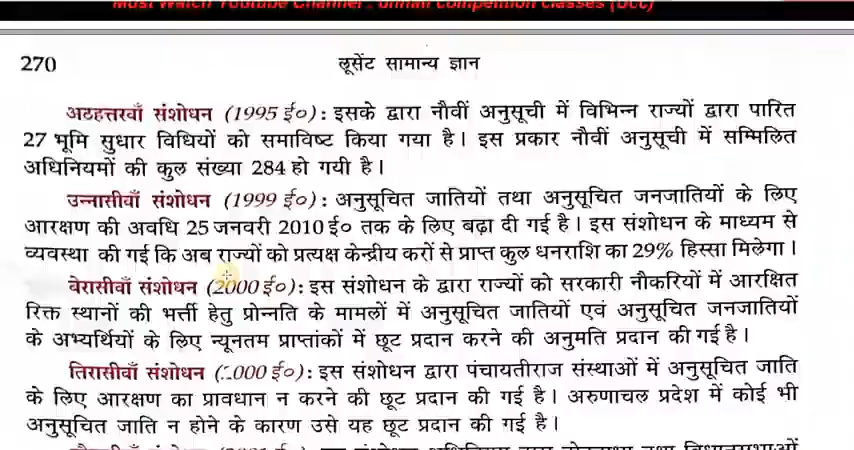 Must Watch Youtube Channel : Unnati Competition Classes (UCC)
270 लूसेंट सामान्य ज्ञान
अठहत्तरवाँ संशोधन (1995 ई०): इसके द्वारा नौवीं अनुसूची में विभिन्न राज्यों द्वारा पारित
27 भूमि सुधार विधियों को समाविष्ट किया गया है। इस प्रकार नौवीं अनुसूची में सम्मिलित
अधिनियमों की कुल संख्या 284 हो गयी है।
उन्नासीवाँ संशोधन (1999 ई०): अनुसूचित जातियों तथा अनुसूचित जनजातियों के लिए
आरक्षण की अवधि 25 जनवरी 2010 ई० तक के लिए बढ़ा दी गई है। इस संशोधन के माध्यम से
व्यवस्था की गई कि अब राज्यों को प्रत्यक्ष केन्द्रीय करों से प्राप्त कुल धनराशि का 29% हिस्सा मिलेगा।
बेरासीवाँ संशोधन (2000 ई०): इस संशोधन के द्वारा राज्यों को सरकारी नौकरियों में आरक्षित
रिक्त स्थानों की भर्त्ती हेतु प्रोन्नति के मामलों में अनुसूचित जातियों एवं अनुसूचित जनजातियों
के अभ्यर्थियों के लिए न्यूनतम प्राप्तांकों में छूट प्रदान करने की अनुमति प्रदान की गई है।
तिरासीवाँ संशोधन (2000 ई०): इस संशोधन द्वारा पंचायतीराज संस्थाओं में अनुसूचित जाति
के लिए आरक्षण का प्रावधान न करने की छूट प्रदान की गई है। अरुणाचल प्रदेश में कोई भी
अनुसूचित जाति न होने के कारण उसे यह छूट प्रदान की गई है।